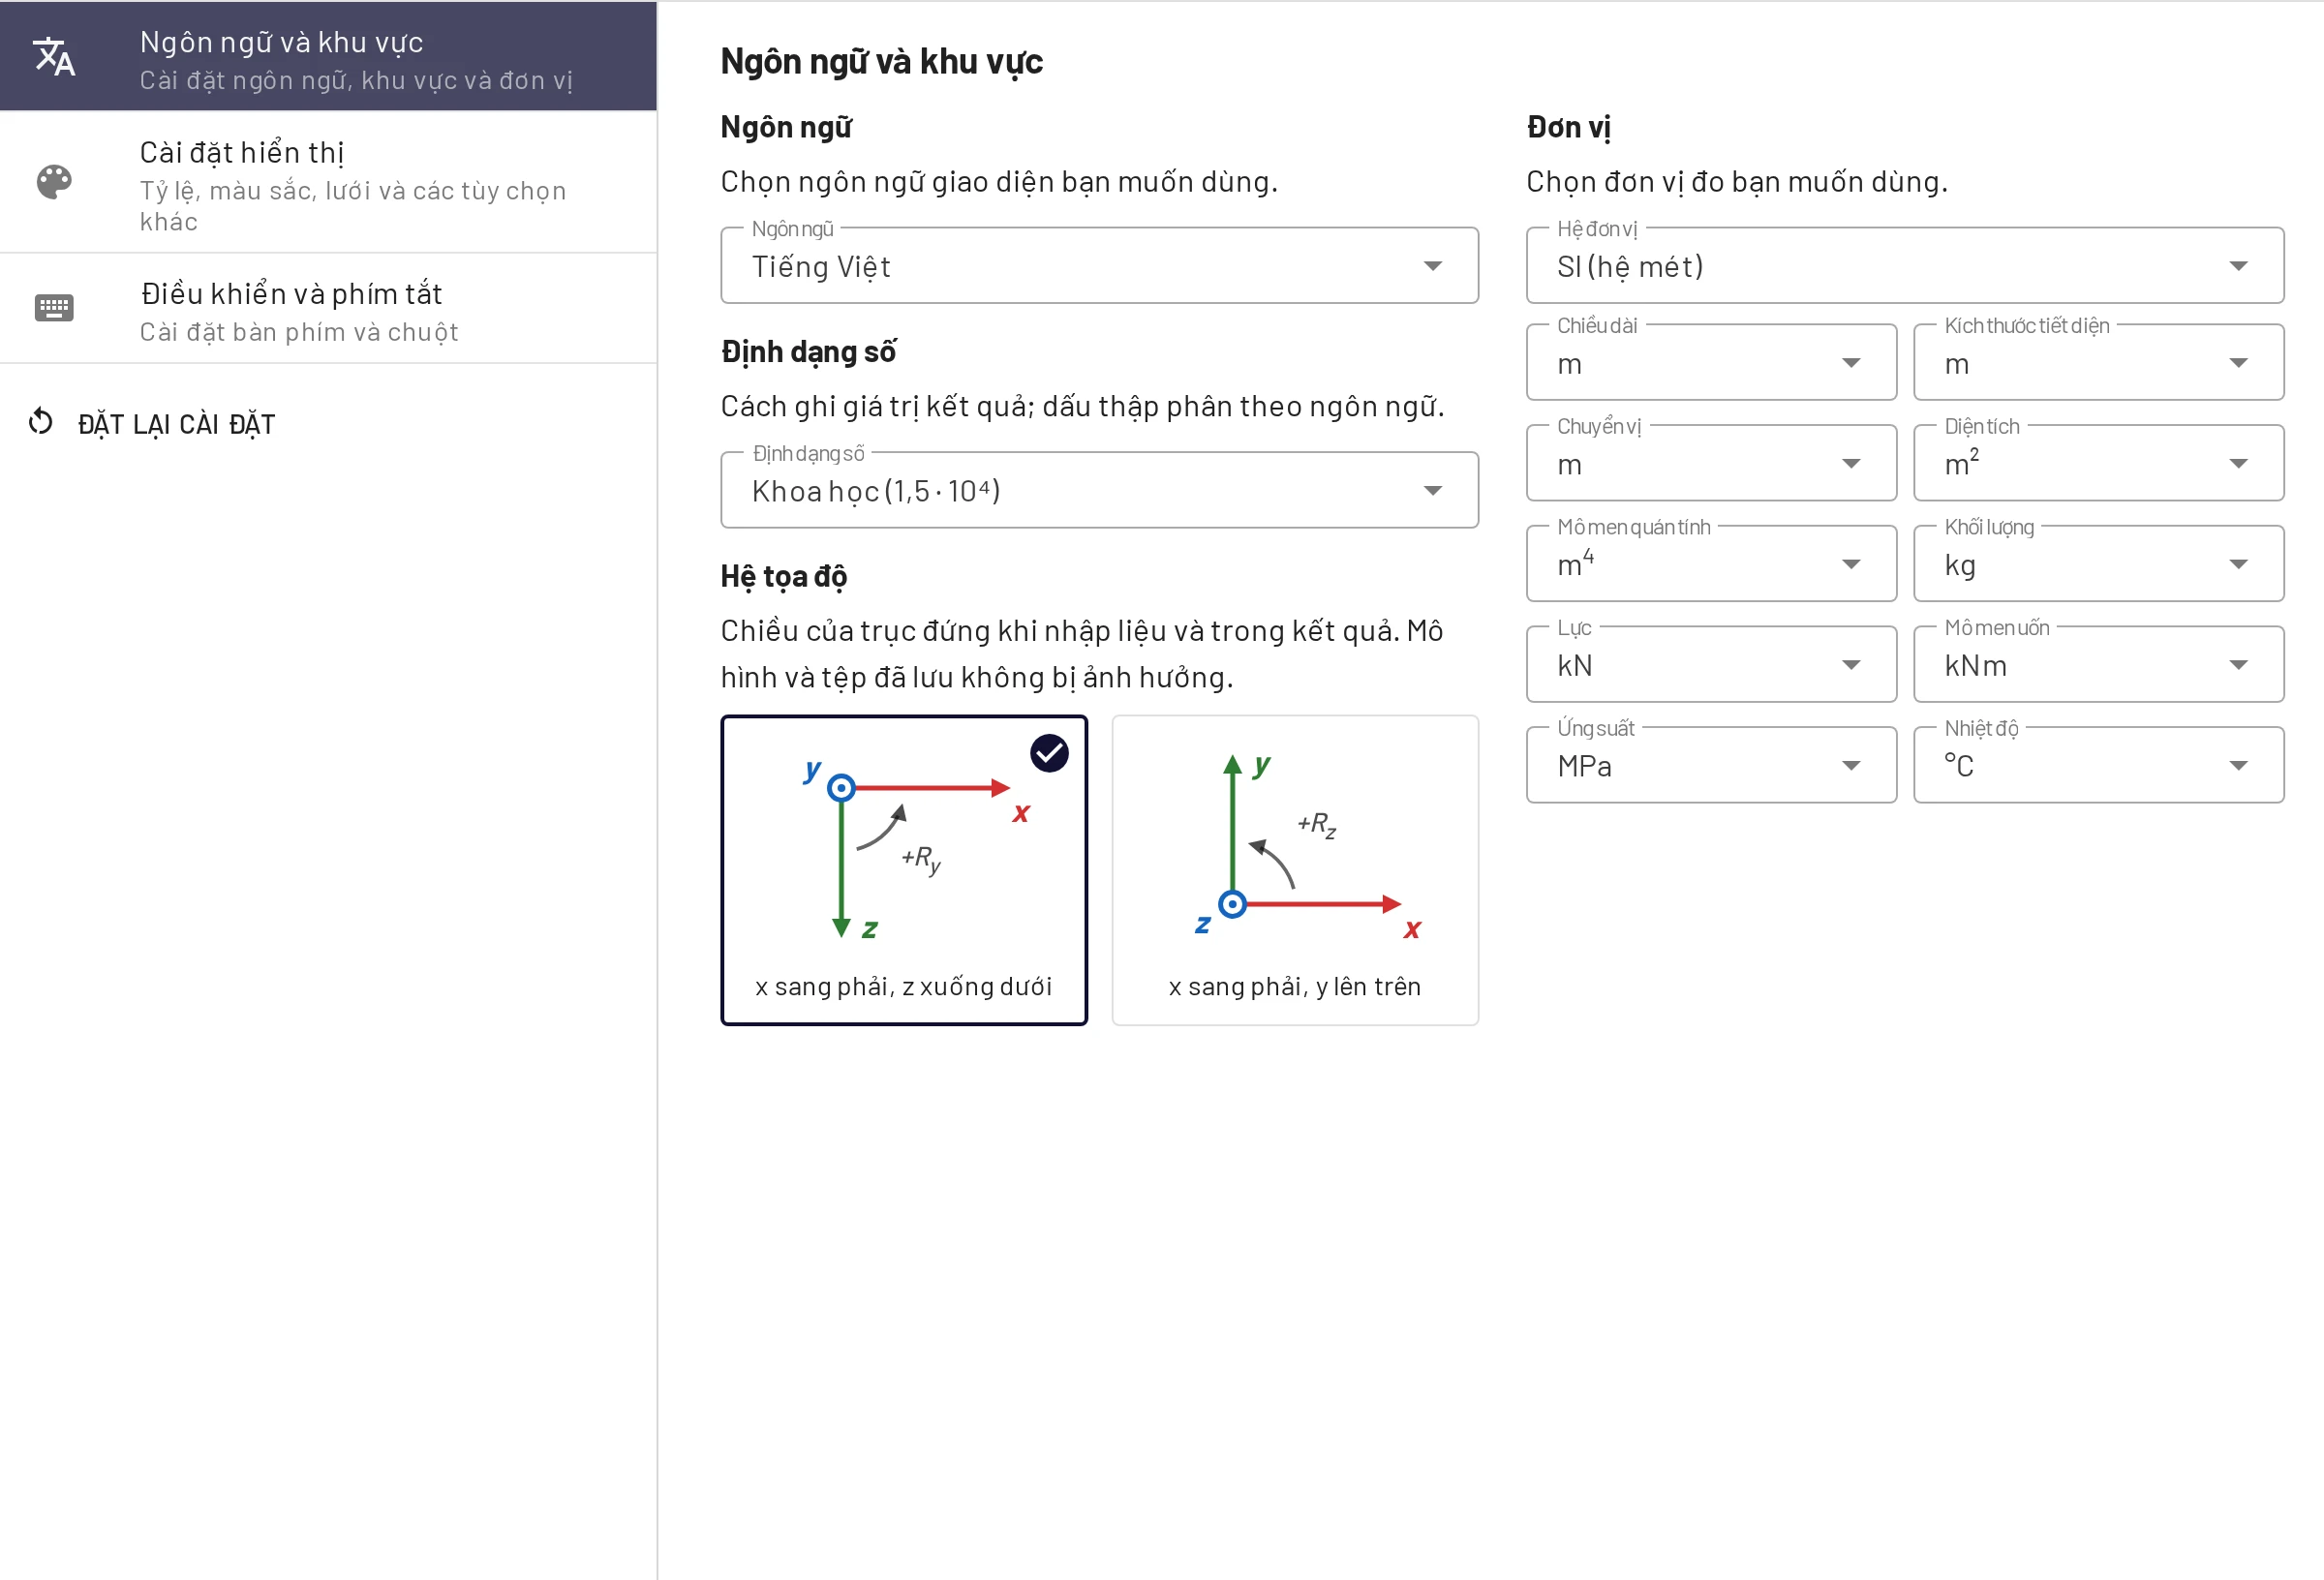 Ngôn ngữ và khu vực
Cài đặt ngôn ngữ, khu vực và đơn vị
Cài đặt hiển thị
Tỷ lệ, màu sắc, lưới và các tùy chọn
khác
Điều khiển và phím tắt
Cài đặt bàn phím và chuột
ĐẶT LẠI CÀI ĐẶT
Ngôn ngữ và khu vực
Ngôn ngữ
Chọn ngôn ngữ giao diện bạn muốn dùng.
Ngôn ngữ
Tiếng Việt
Định dạng số
Cách ghi giá trị kết quả; dấu thập phân theo ngôn ngữ.
Định dạng số
Khoa học (1,5 · 10⁴)
Hệ tọa độ
Chiều của trục đứng khi nhập liệu và trong kết quả. Mô
hình và tệp đã lưu không bị ảnh hưởng.
y
x
+Ry
z
x sang phải, z xuống dưới
y
+Rz
z
x
x sang phải, y lên trên
Đơn vị
Chọn đơn vị đo bạn muốn dùng.
Hệ đơn vị
SI (hệ mét)
Chiều dài
m
Kích thước tiết diện
m
Chuyển vị
m
Diện tích
m²
Mô men quán tính
m⁴
Khối lượng
kg
Lực
kN
Mô men uốn
kNm
Ứng suất
MPa
Nhiệt độ
°C